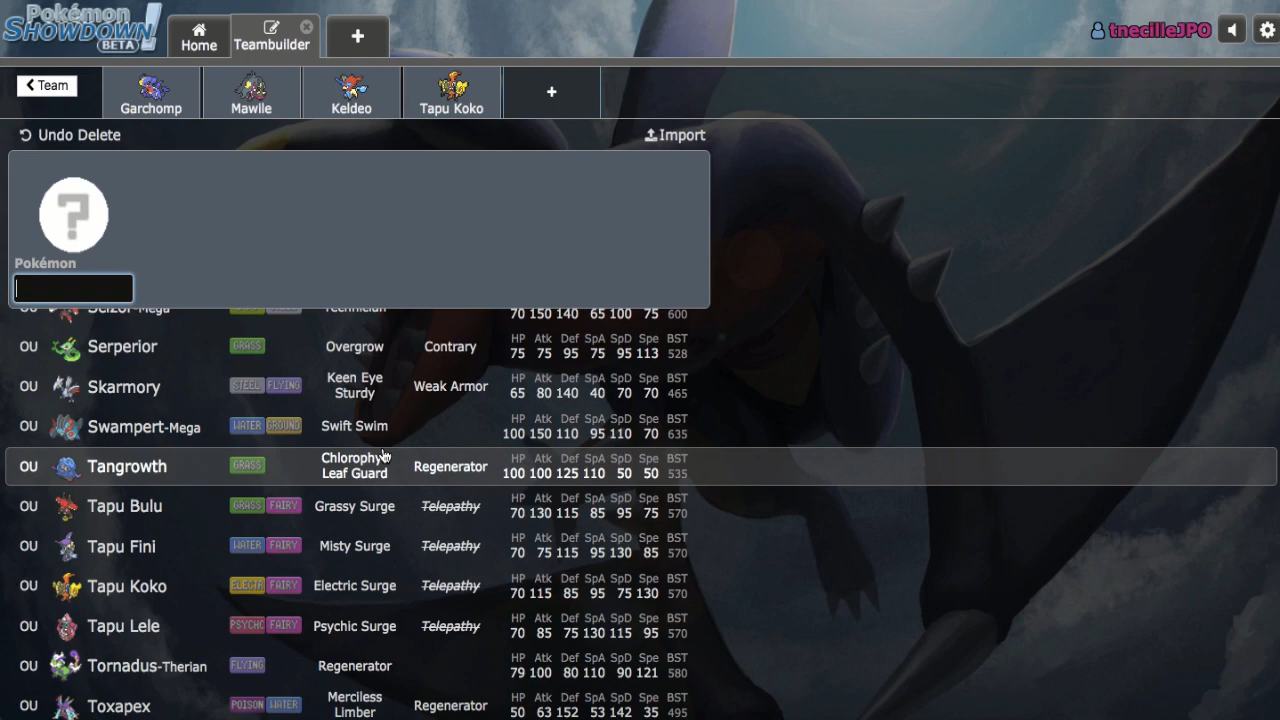 Pokémon
SHOWDOWN!
BETA
Home
Teambuilder
+
tnecilleJPO
Team
Garchomp
Mawile
Keldeo
Tapu Koko
+
Undo Delete
Import
?
Pokémon
OU Scizor-Mega Technician 70 150 140 65 100 75 600
HP Atk Def SpA SpD Spe BST
OU Serperior GRASS Overgrow Contrary 75 75 95 75 95 113 528
HP Atk Def SpA SpD Spe BST
OU Skarmory STEEL FLYING Keen Eye Sturdy Weak Armor 65 80 140 40 70 70 465
HP Atk Def SpA SpD Spe BST
OU Swampert-Mega WATER GROUND Swift Swim 100 150 110 95 110 70 635
HP Atk Def SpA SpD Spe BST
OU Tangrowth GRASS Chlorophyll Leaf Guard Regenerator 100 100 125 110 50 50 535
HP Atk Def SpA SpD Spe BST
OU Tapu Bulu GRASS FAIRY Grassy Surge Telepathy 70 130 115 85 95 75 570
HP Atk Def SpA SpD Spe BST
OU Tapu Fini WATER FAIRY Misty Surge Telepathy 70 75 115 95 130 85 570
HP Atk Def SpA SpD Spe BST
OU Tapu Koko ELECTR FAIRY Electric Surge Telepathy 70 115 85 95 75 130 570
HP Atk Def SpA SpD Spe BST
OU Tapu Lele PSYCHC FAIRY Psychic Surge Telepathy 70 85 75 130 115 95 570
HP Atk Def SpA SpD Spe BST
OU Tornadus-Therian FLYING Regenerator 79 100 80 110 90 121 580
HP Atk Def SpA SpD Spe BST
OU Toxapex POISON WATER Merciless Limber Regenerator 50 63 152 53 142 35 495